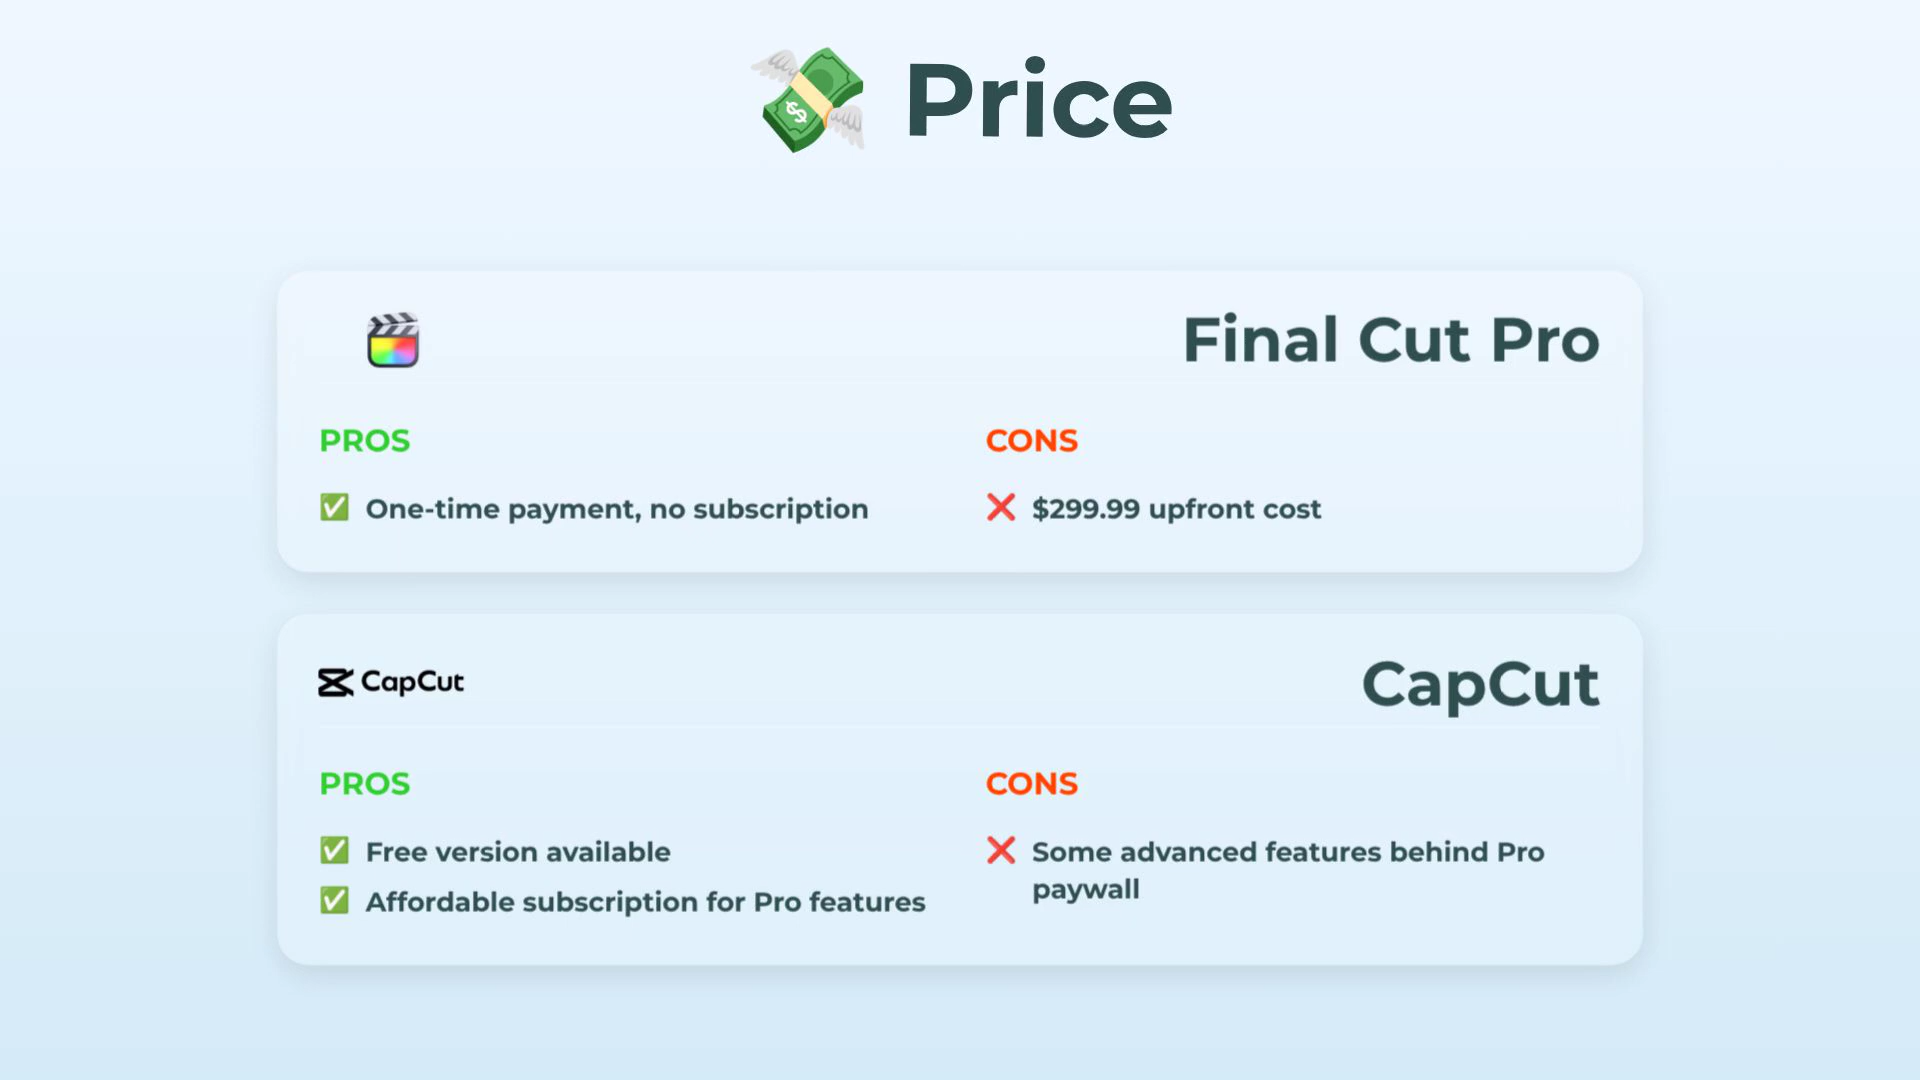 Price
Final Cut Pro
PROS
One-time payment, no subscription
CONS
$299.99 upfront cost
CapCut
CapCut
PROS
Free version available
Affordable subscription for Pro features
CONS
Some advanced features behind Pro
paywall